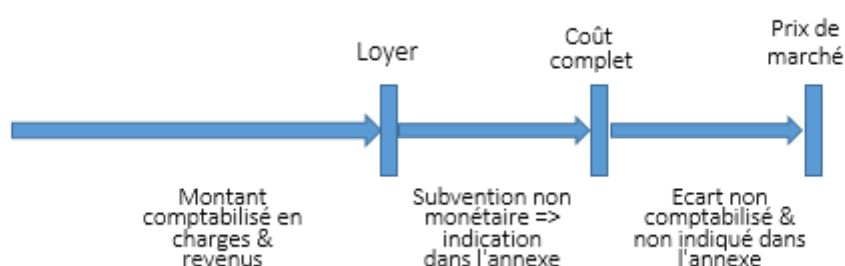 Loyer
Coût
complet
Prix de
marché
Montant
comptabilisé en
charges &
revenus
Subvention non
monétaire =>
indication
dans l'annexe
Ecart non
comptabilisé &
non indiqué dans
l'annexe